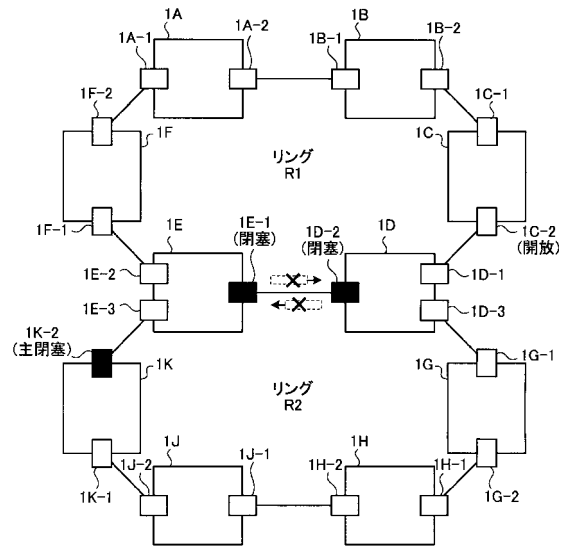 1A
1A-2
1B
1A-1
1B-1
1B-2
1F-2
1C-1
1F
1C
リング
R1
1F-1
1E
1E-1
(閉塞)
1D-2
(閉塞)
1D
1C-2
(開放)
1E-2
1D-1
1E-3
1D-3
1K-2
(主閉塞)
1K
1G
1G-1
リング
R2
1J
1J-2
1J-1
1H
1H-2
1H-1
1K-1
1G-2